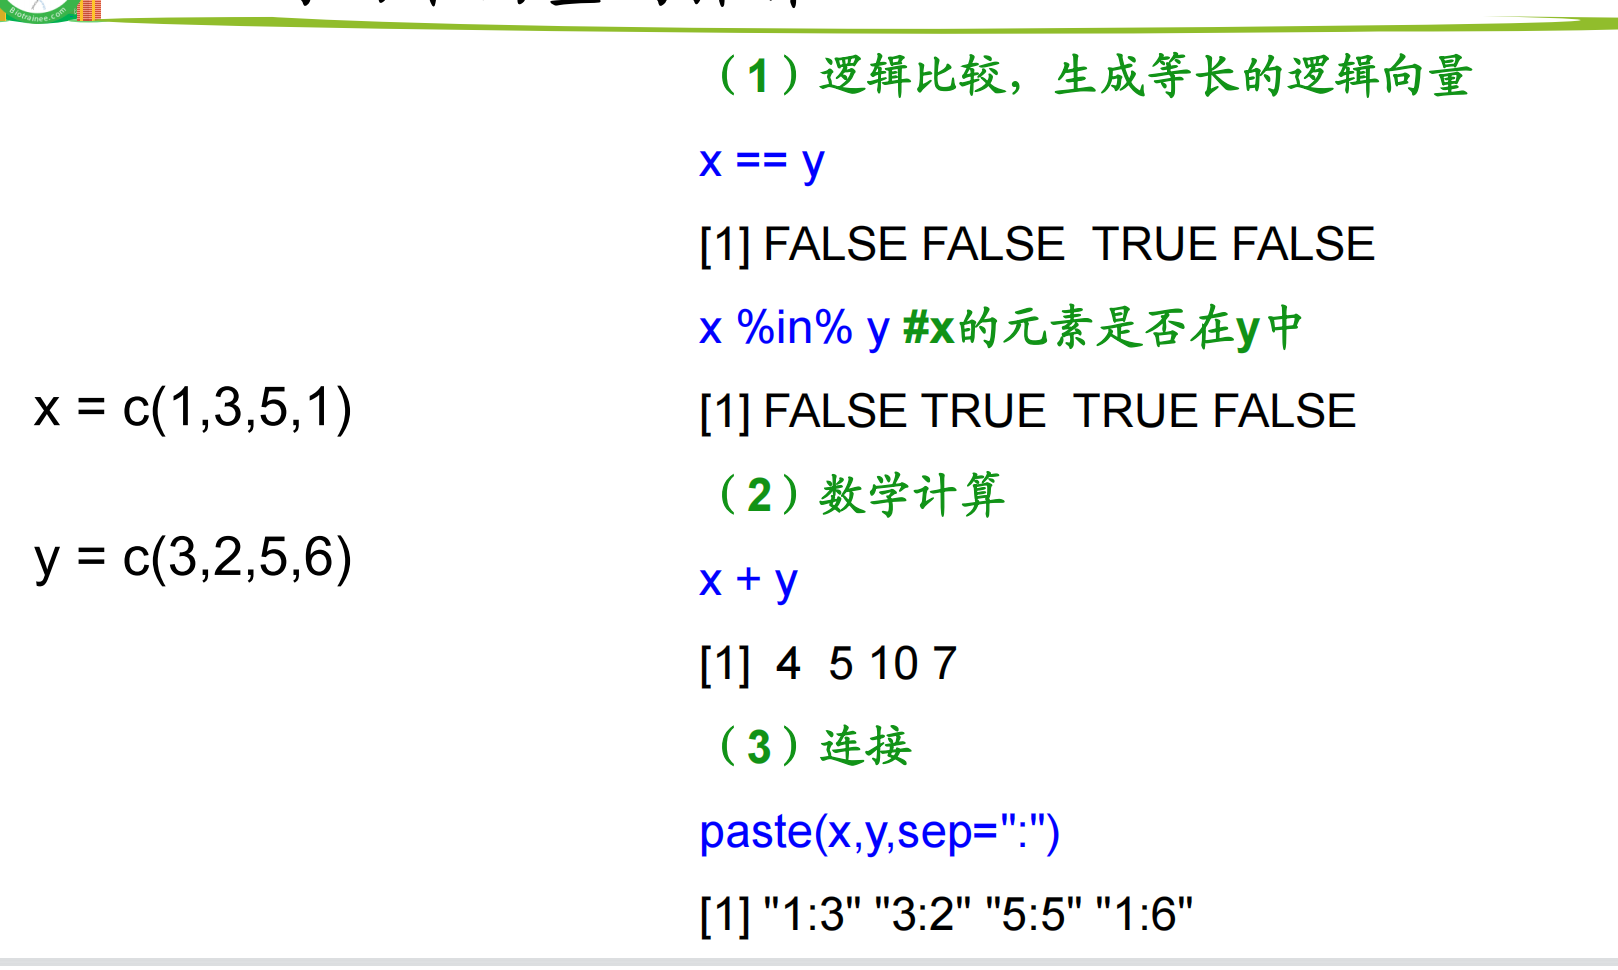 Biotrainee.com
（1）逻辑比较，生成等长的逻辑向量
x == y
[1] FALSE FALSE  TRUE FALSE
x %in% y #x的元素是否在y中
[1] FALSE TRUE  TRUE FALSE
x = c(1,3,5,1)
（2）数学计算
y = c(3,2,5,6)
x + y
[1]  4  5 10 7
（3）连接
paste(x,y,sep=":")
[1] "1:3" "3:2" "5:5" "1:6"